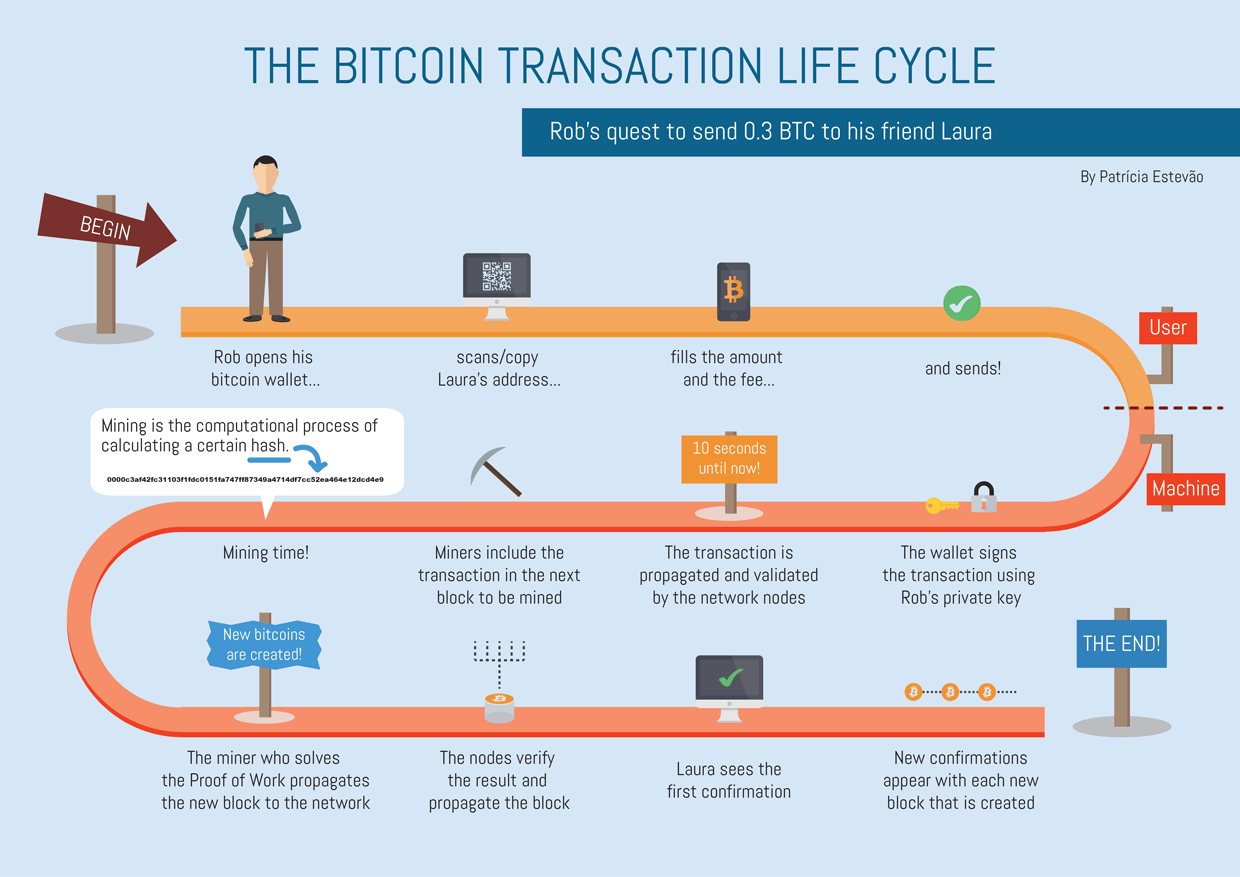 THE BITCOIN TRANSACTION LIFE CYCLE
Rob's quest to send 0.3 BTC to his friend Laura
By Patrícia Estevão
BEGIN
Rob opens his
bitcoin wallet...
scans/copy
Laura's address...
fills the amount
and the fee...
and sends!
User
Machine
The wallet signs
the transaction using
Rob's private key
10 seconds
until now!
The transaction is
propagated and validated
by the network nodes
Miners include the
transaction in the next
block to be mined
Mining is the computational process of
calculating a certain hash.
0000c3af42fc31103f1fdc0151fa747ff87349a4714df7cc52ea464e12dcd4e9
Mining time!
New bitcoins
are created!
The miner who solves
the Proof of Work propagates
the new block to the network
The nodes verify
the result and
propagate the block
Laura sees the
first confirmation
New confirmations
appear with each new
block that is created
THE END!